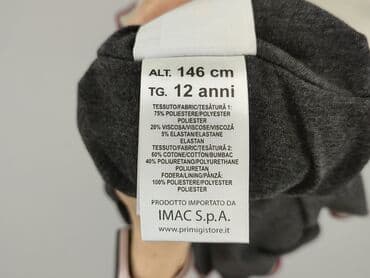 ALT. 146 cm
TG. 12 anni
TESSUTO/FABRIC/TESĂTURĂ 1:
75% POLIESTERE/POLYESTER
POLIESTER
20% VISCOSA/VISCOSE/VISCOZĂ
5% ELASTAN/ELASTANE
ELASTAN
TESSUTO/FABRIC/TESĂTURĂ 2:
60% COTONE/COTTON/BUMBAC
40% POLIURETANO/POLYURETHANE
POLIURETAN
FODERA/LINING/PÂNZĂ:
100% POLIESTERE/POLYESTER
POLIESTER
PRODOTTO IMPORTATO DA
IMAC S.p.A.
www.primigistore.it